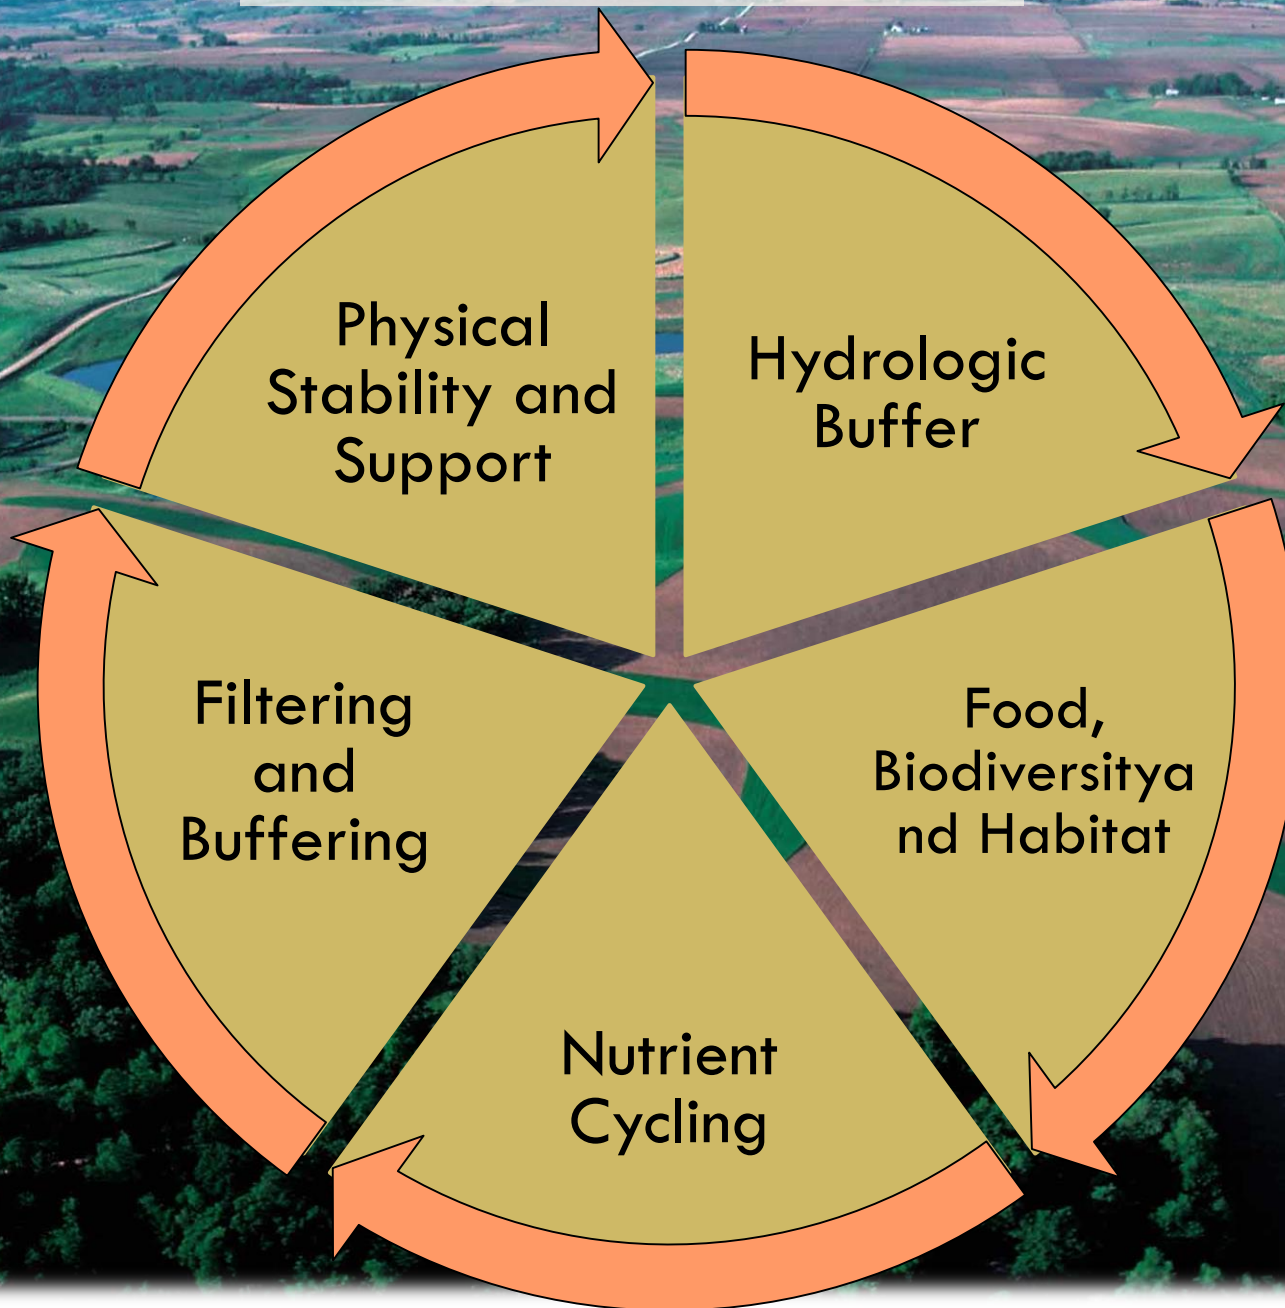 Physical
Stability and
Support
Hydrologic
Buffer
Filtering
and
Buffering
Food,
Biodiversitya
nd Habitat
Nutrient
Cycling